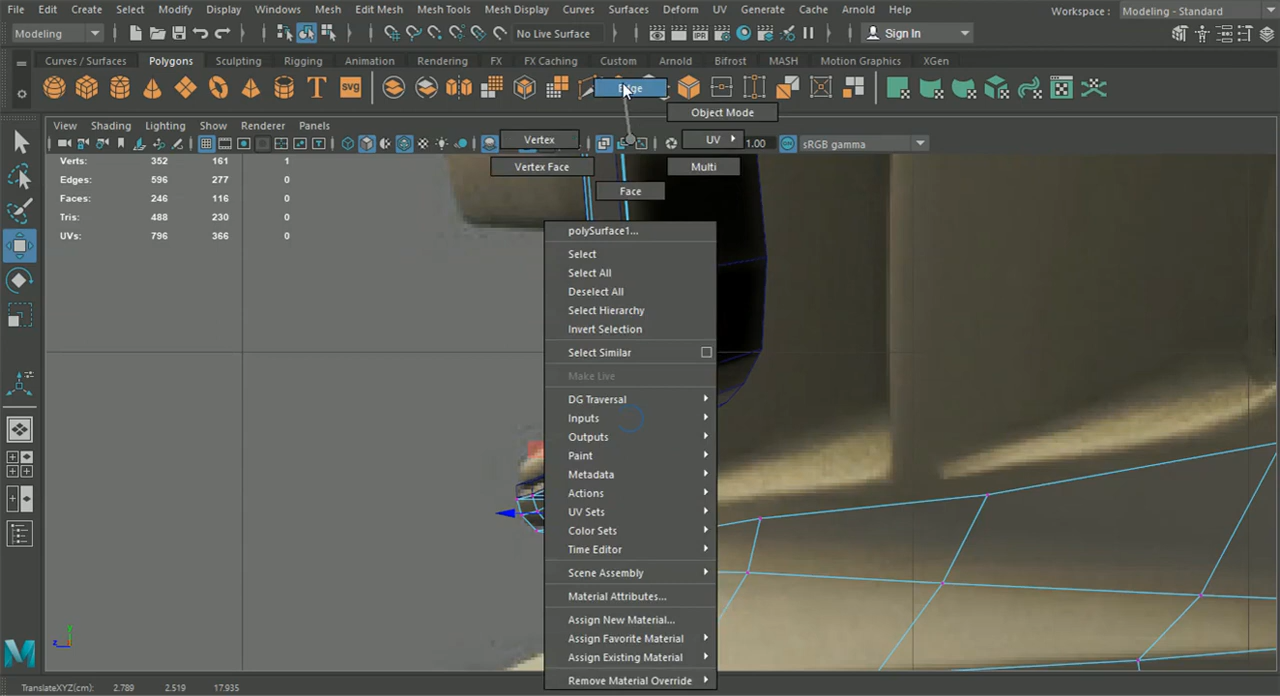 File Edit Create Select Modify Display Windows Mesh Edit Mesh Mesh Tools Mesh Display Curves Surfaces Deform UV Generate Cache Arnold Help Workspace : Modeling - Standard
Modeling No Live Surface Sign In
Curves / Surfaces Polygons Sculpting Rigging Animation Rendering FX FX Caching Custom Arnold Bifrost MASH Motion Graphics XGen
T SVG
Edge
Object Mode
View Shading Lighting Show Renderer Panels
Vertex UV 1.00 sRGB gamma
Vertex Face Multi
Face
Verts: 352 161 1
Edges: 596 277 0
Faces: 246 116 0
Tris: 488 230 0
UVs: 796 366 0
polySurface1...
Select
Select All
Deselect All
Select Hierarchy
Invert Selection
Select Similar
Make Live
DG Traversal
Inputs
Outputs
Paint
Metadata
Actions
UV Sets
Color Sets
Time Editor
Scene Assembly
Material Attributes...
Assign New Material...
Assign Favorite Material
Assign Existing Material
Remove Material Override
y
z
M
TranslateXYZ(cm): 2.789 2.519 17.935